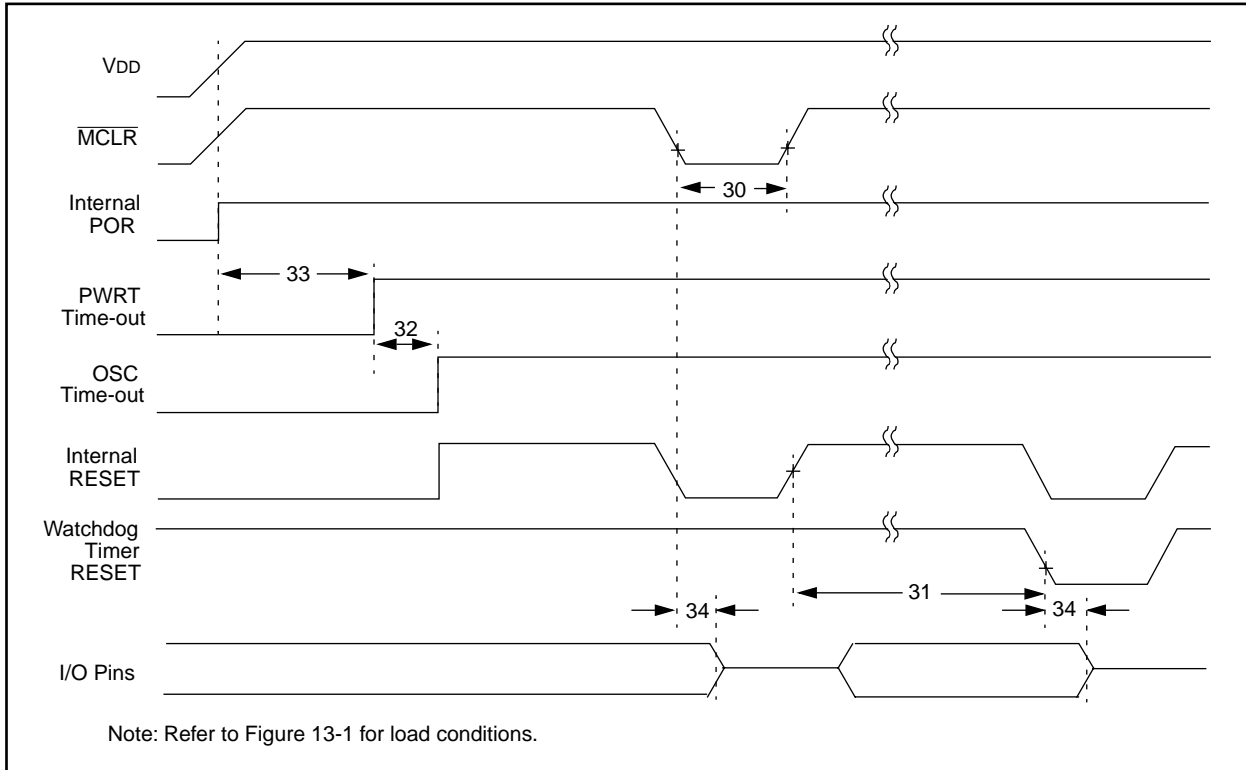 VDD
MCLR
Internal
POR
30
33
PWRT
Time-out
32
OSC
Time-out
Internal
RESET
Watchdog
Timer
RESET
31
34
34
I/O Pins
Note: Refer to Figure 13-1 for load conditions.